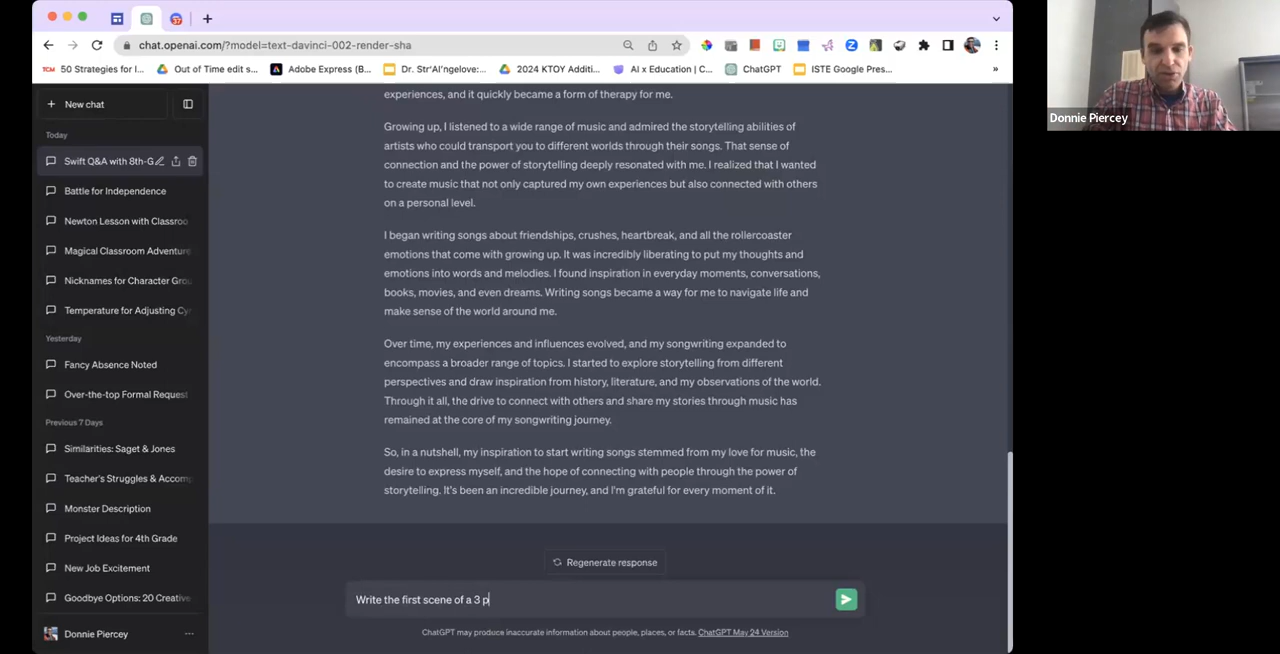 chat.openai.com/?model=text-davinci-002-render-sha
50 Strategies for I...
Out of Time edit s...
Adobe Express (B...
Dr. Str'Al'ngelove:...
2024 KTOY Additi...
AI x Education | C...
ChatGPT
ISTE Google Pres...
»
New chat
Today
Swift Q&A with 8th-G
Battle for Independence
Newton Lesson with Classroo
Magical Classroom Adventure
Nicknames for Character Grou
Temperature for Adjusting Cy
Yesterday
Fancy Absence Noted
Over-the-top Formal Request
Previous 7 Days
Similarities: Saget & Jones
Teacher's Struggles & Accom
Monster Description
Project Ideas for 4th Grade
New Job Excitement
Goodbye Options: 20 Creative
Donnie Piercey
experiences, and it quickly became a form of therapy for me.
Growing up, I listened to a wide range of music and admired the storytelling abilities of
artists who could transport you to different worlds through their songs. That sense of
connection and the power of storytelling deeply resonated with me. I realized that I wanted
to create music that not only captured my own experiences but also connected with others
on a personal level.
I began writing songs about friendships, crushes, heartbreak, and all the rollercoaster
emotions that come with growing up. It was incredibly liberating to put my thoughts and
emotions into words and melodies. I found inspiration in everyday moments, conversations,
books, movies, and even dreams. Writing songs became a way for me to navigate life and
make sense of the world around me.
Over time, my experiences and influences evolved, and my songwriting expanded to
encompass a broader range of topics. I started to explore storytelling from different
perspectives and draw inspiration from history, literature, and my observations of the world.
Through it all, the drive to connect with others and share my stories through music has
remained at the core of my songwriting journey.
So, in a nutshell, my inspiration to start writing songs stemmed from my love for music, the
desire to express myself, and the hope of connecting with people through the power of
storytelling. It's been an incredible journey, and I'm grateful for every moment of it.
Regenerate response
Write the first scene of a 3 p
ChatGPT may produce inaccurate information about people, places, or facts. ChatGPT May 24 Version
Donnie Piercey